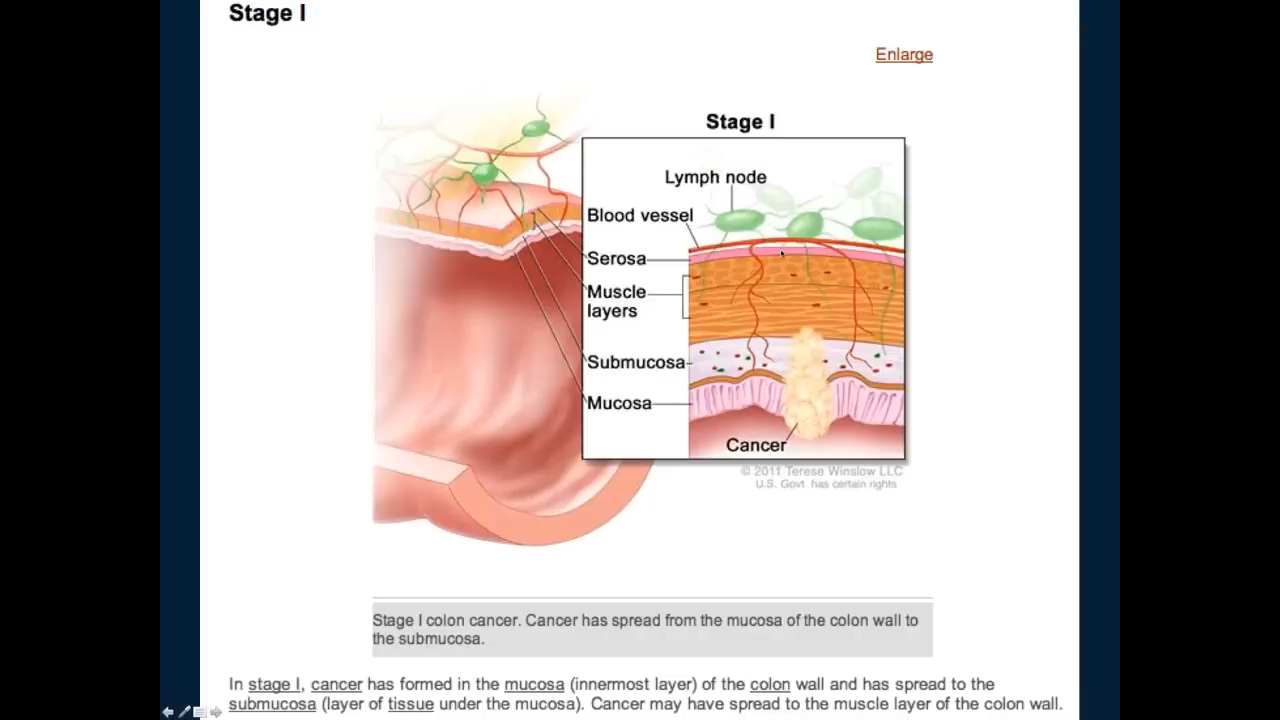 Stage I
Enlarge
Stage I
Lymph node
Blood vessel
Serosa
Muscle
layers
Submucosa
Mucosa
Cancer
© 2011 Terese Winslow LLC
U.S. Govt. has certain rights
Stage I colon cancer. Cancer has spread from the mucosa of the colon wall to
the submucosa.
In stage I, cancer has formed in the mucosa (innermost layer) of the colon wall and has spread to the
submucosa (layer of tissue under the mucosa). Cancer may have spread to the muscle layer of the colon wall.